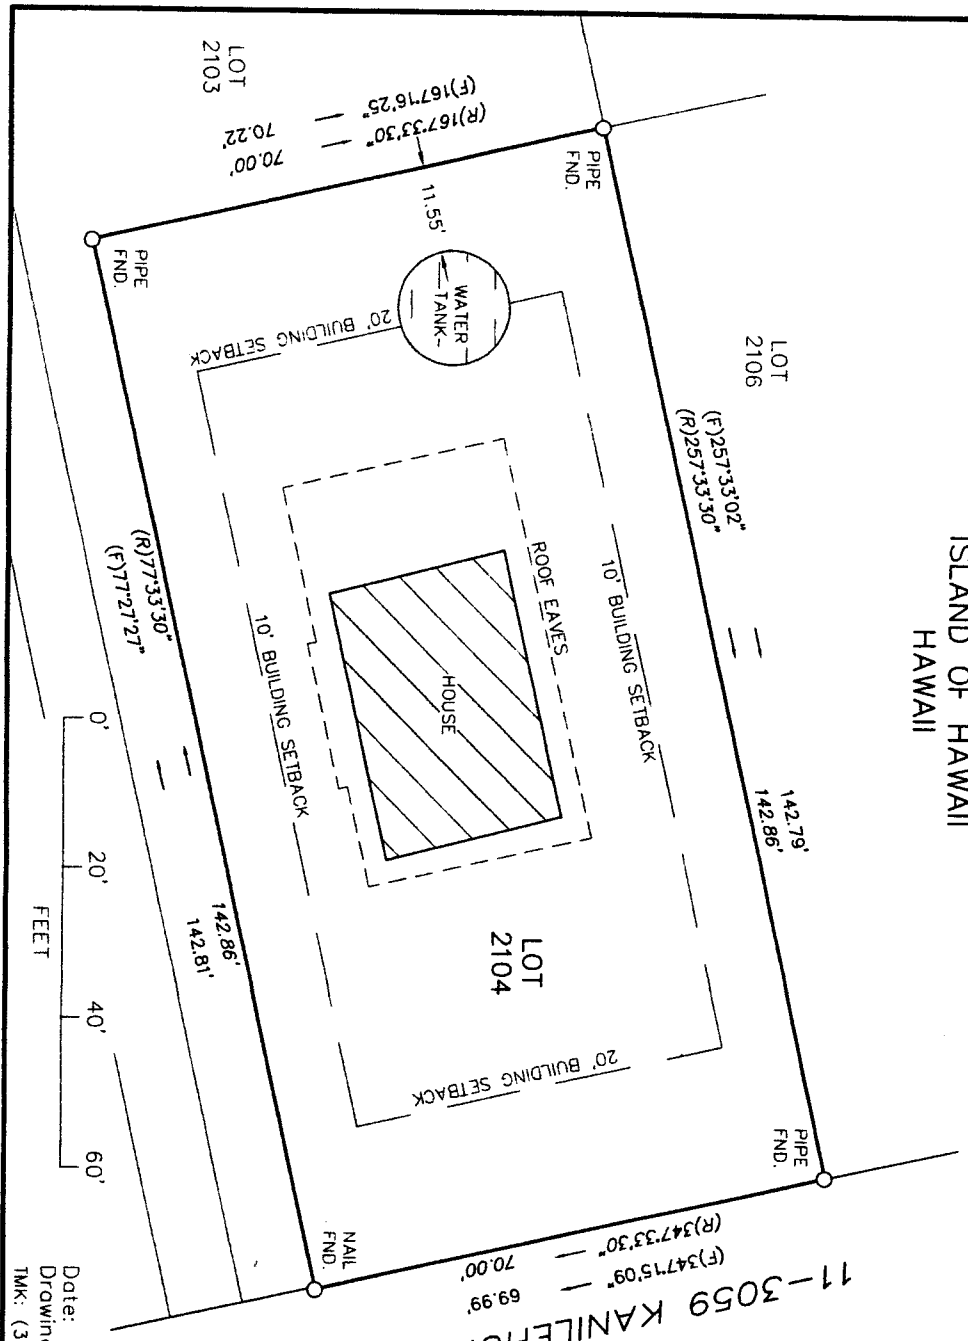 ISLAND OF HAWAII
HAWAII
LOT
2103
(F)167°16'25" 70.22'
(R)167°33'30" 70.00'
PIPE
FND.
11.55'
WATER
TANK
20' BUILDING SETBACK
PIPE
FND.
LOT
2106
(F)257°33'02" 142.79'
(R)257°33'30" 142.86'
10' BUILDING SETBACK
ROOF EAVES
HOUSE
10' BUILDING SETBACK
(R)77°33'30" 142.86'
(F)77°27'27" 142.81'
LOT
2104
20' BUILDING SETBACK
PIPE
FND.
NAIL
FND.
(R)347°33'30" 70.00'
(F)347°15'09" 69.99'
11-3059
0' 20' 40' 60'
FEET
Date:
Drawin
TMK: (3